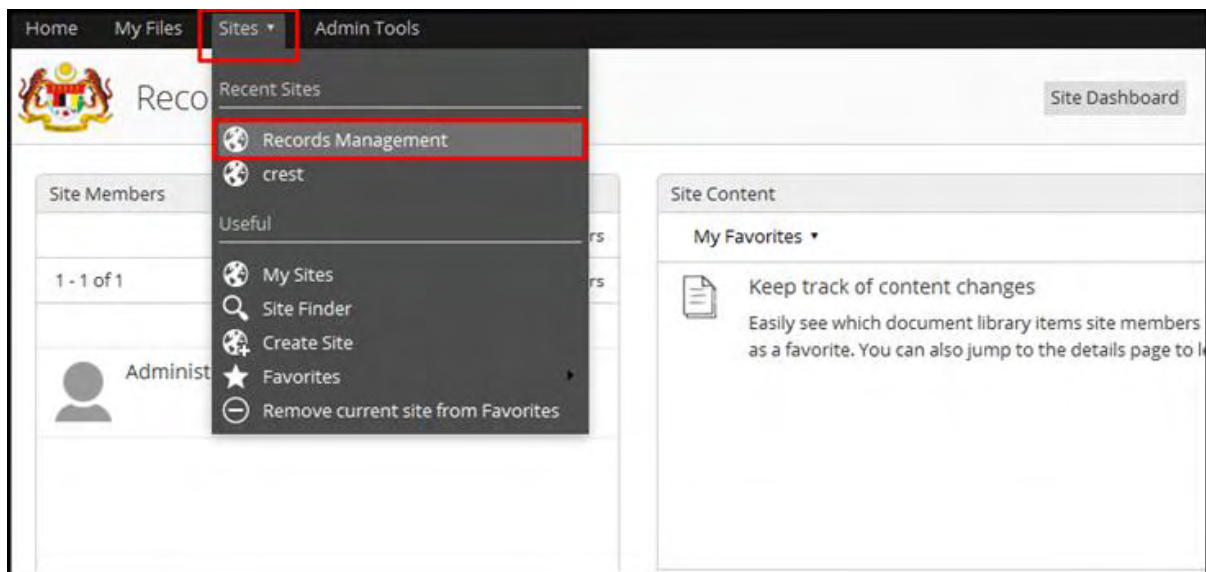 Home My Files Sites Admin Tools
Reco
Site Dashboard
Recent Sites
Records Management
crest
Useful
My Sites
Site Finder
Create Site
Favorites
Remove current site from Favorites
Site Members
rs
1 - 1 of 1
rs
Administ
Site Content
My Favorites
Keep track of content changes
Easily see which document library items site members
as a favorite. You can also jump to the details page to l